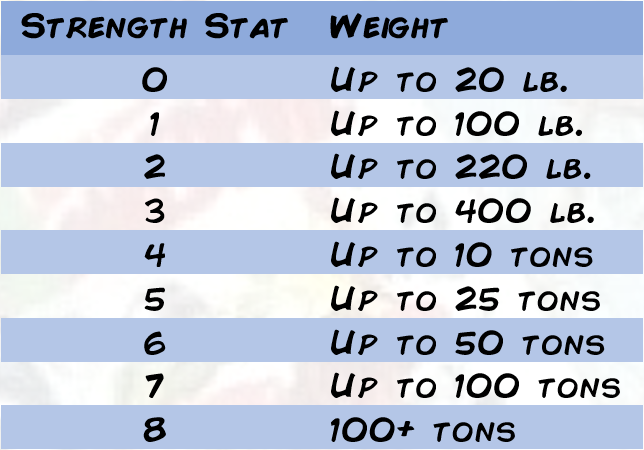 Strength Stat Weight
0 Up to 20 lb.
1 Up to 100 lb.
2 Up to 220 lb.
3 Up to 400 lb.
4 Up to 10 tons
5 Up to 25 tons
6 Up to 50 tons
7 Up to 100 tons
8 100+ tons